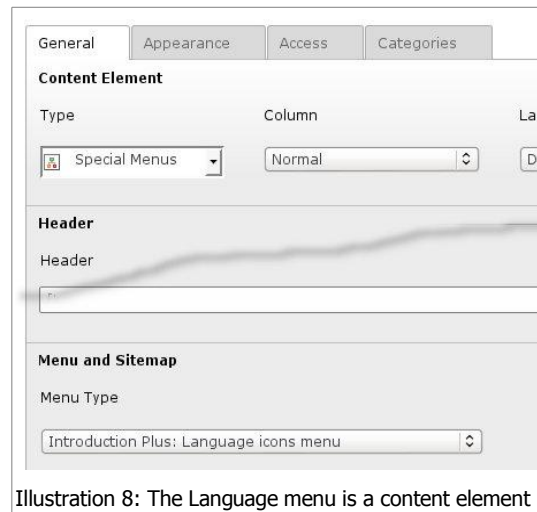 General Appearance Access Categories
Content Element
Type Column La
Special Menus Normal D
Header
Header
Menu and Sitemap
Menu Type
Introduction Plus: Language icons menu
Illustration 8: The Language menu is a content element